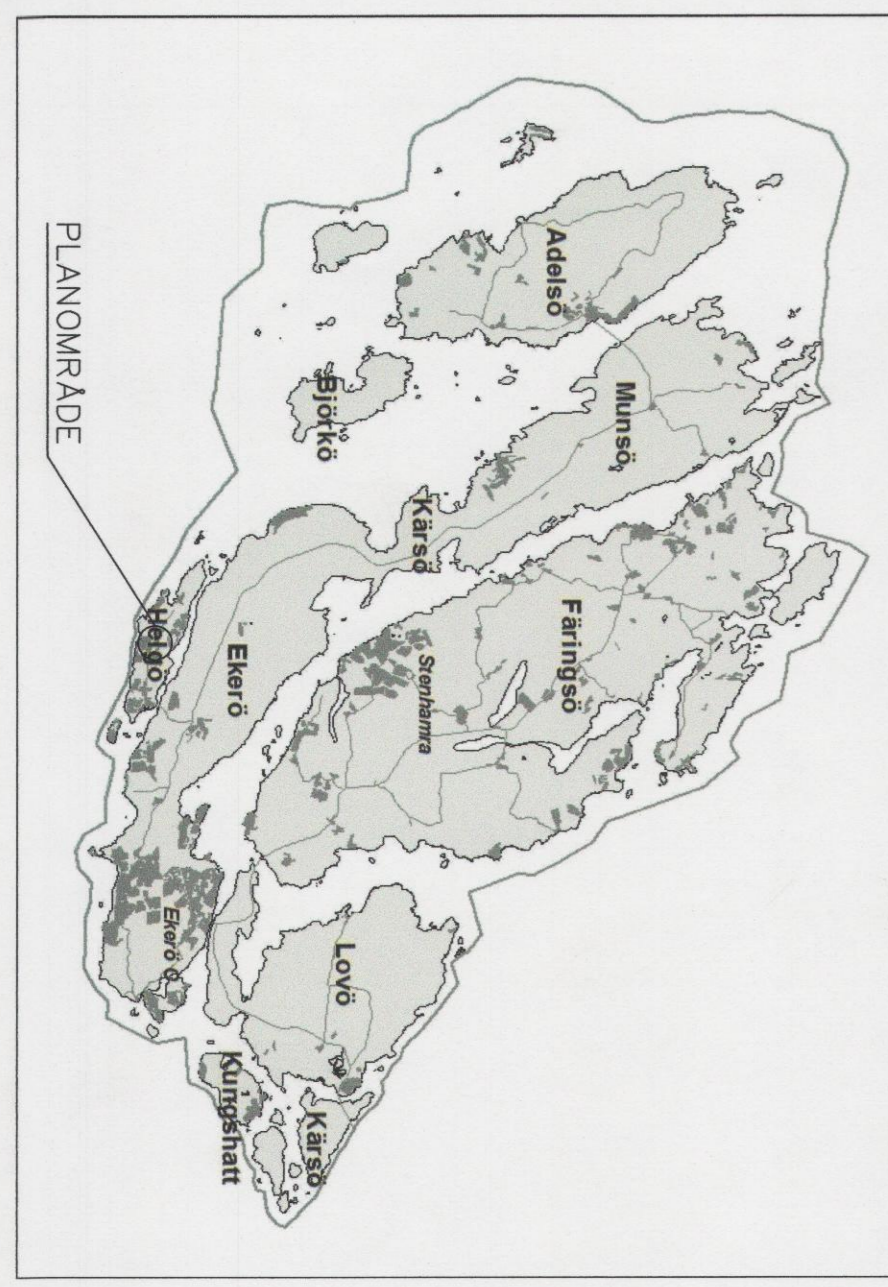 Adelsö
Munsö
Björkö
Kärsö
Färingsö
Stenhamra
Ekerö
Helgö
PLANOMRÅDE
Lovö
Ekerö C
Kungshatt
Kärsö